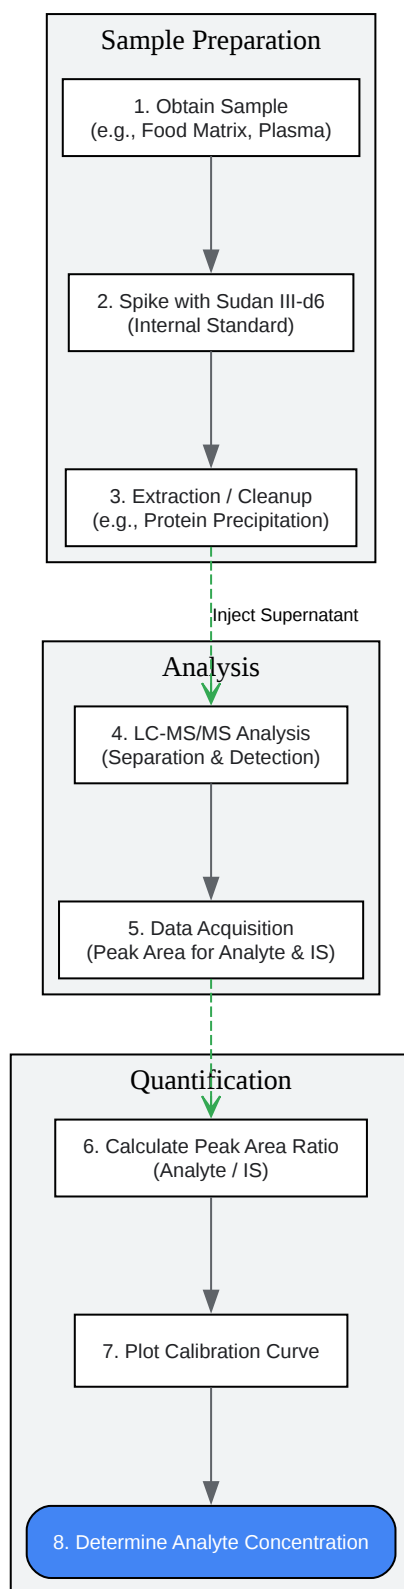 Sample Preparation
1. Obtain Sample
(e.g., Food Matrix, Plasma)
2. Spike with Sudan III-d6
(Internal Standard)
3. Extraction / Cleanup
(e.g., Protein Precipitation)
Inject Supernatant
Analysis
4. LC-MS/MS Analysis
(Separation & Detection)
5. Data Acquisition
(Peak Area for Analyte & IS)
Quantification
6. Calculate Peak Area Ratio
(Analyte / IS)
7. Plot Calibration Curve
8. Determine Analyte Concentration